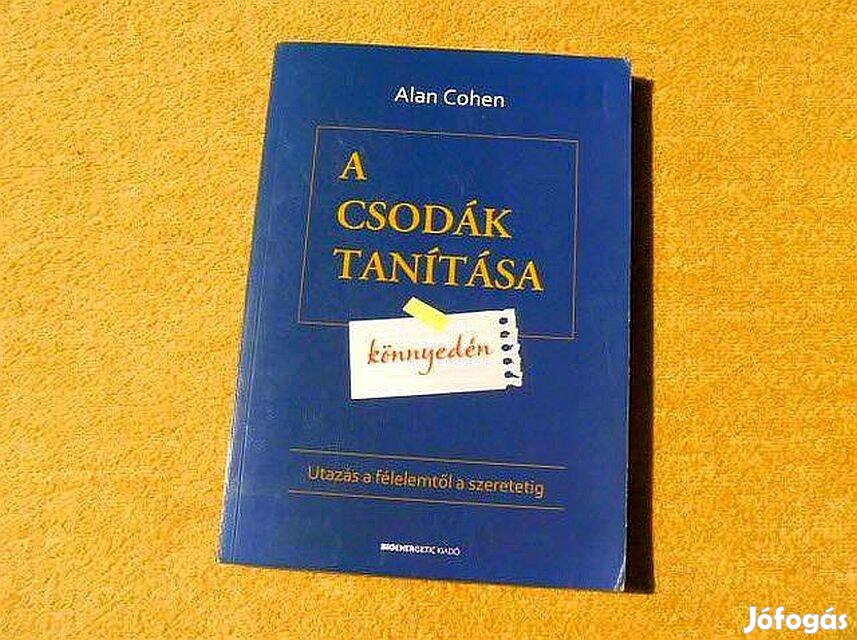 Alan Cohen
A
CSODÁK
TANÍTÁSA
könnyedén
Utazás a félelemtől a szeretetig
BIOENERGETIC KIADÓ
Jófogás